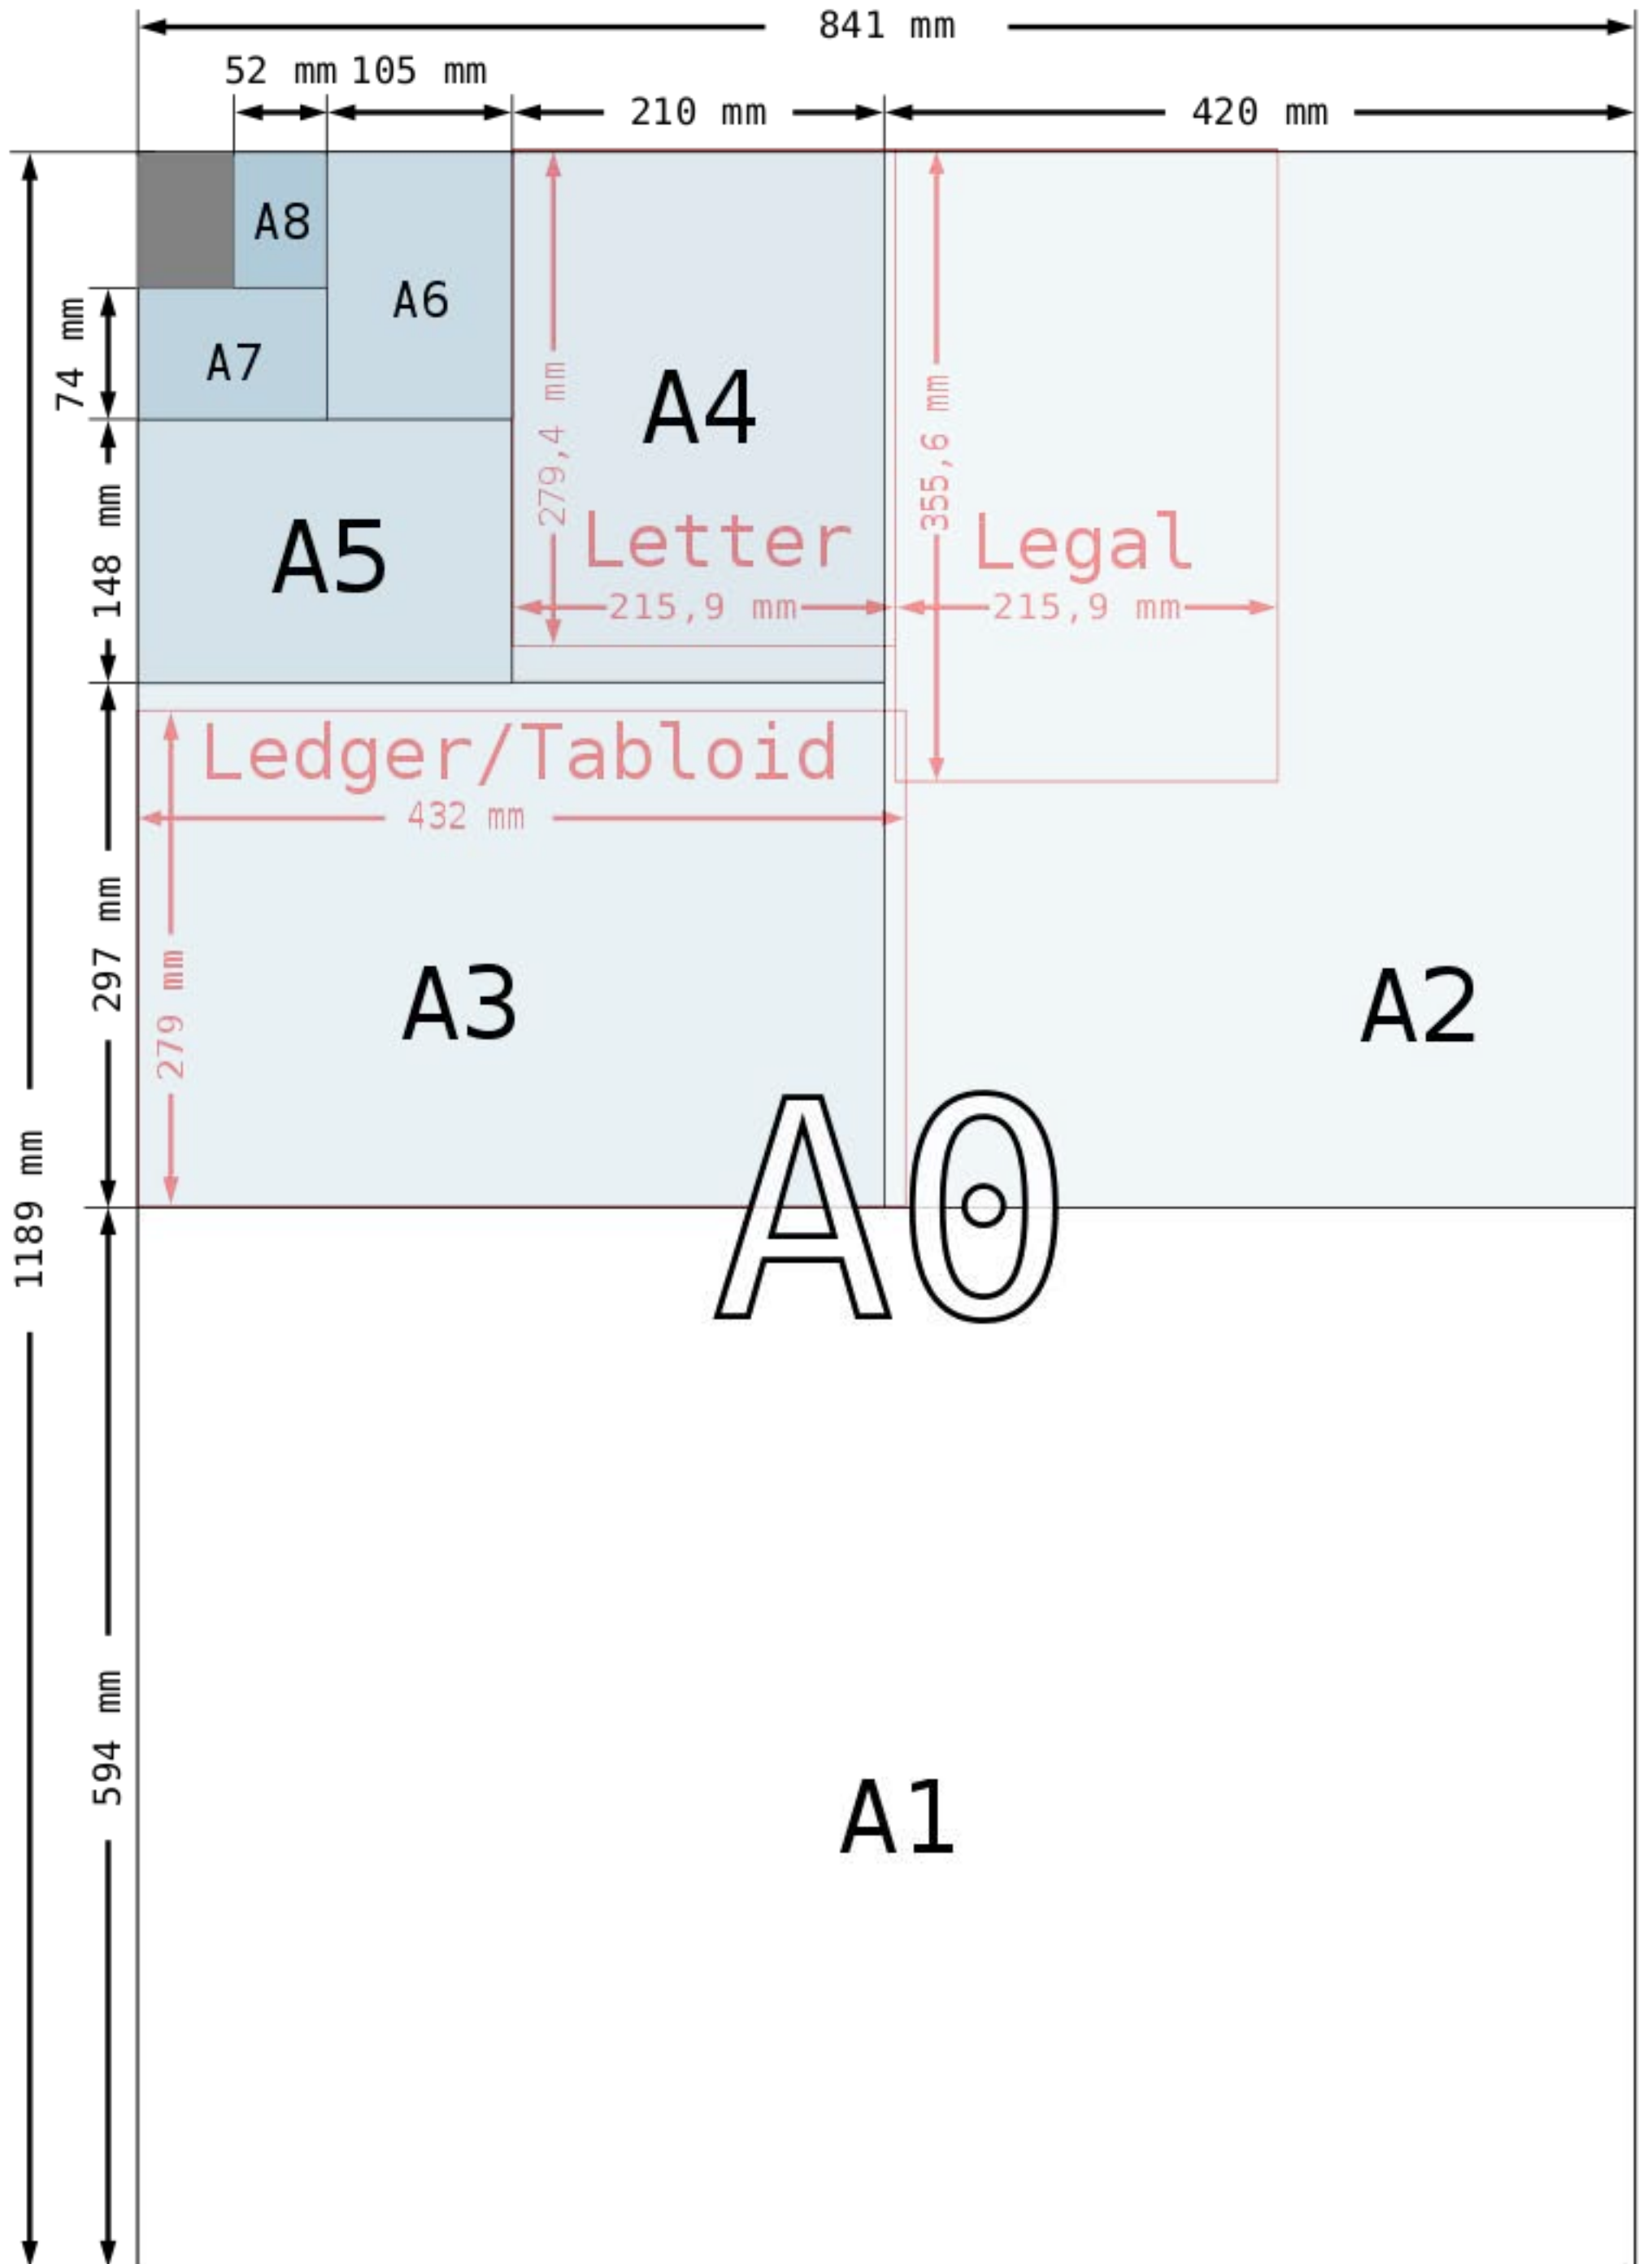 841 mm
52 mm 105 mm
210 mm
420 mm
A8
A6
A7
74 mm
A4
279,4 mm
355,6 mm
Letter
Legal
215,9 mm
215,9 mm
A5
148 mm
Ledger/Tabloid
432 mm
297 mm
279 mm
A3
A2
A0
1189 mm
594 mm
A1